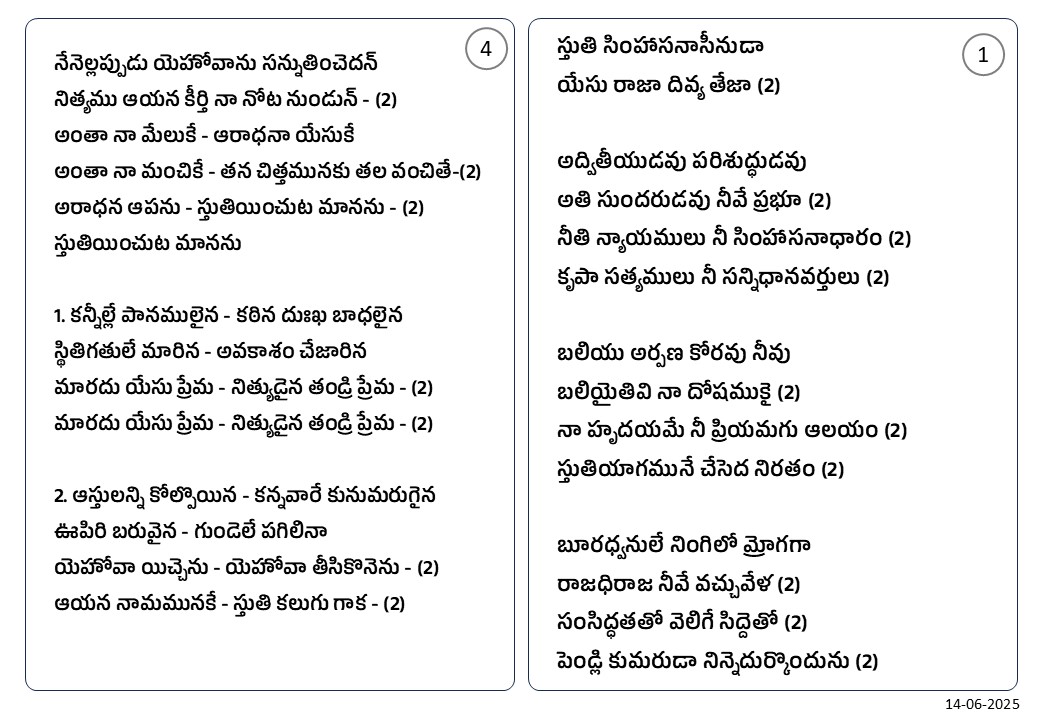 4
నేనెల్లప్పుడు యెహోవాను సన్నుతించెదన్
నిత్యము ఆయన కీర్తి నా నోట నుండున్ - (2)
అంతా నా మేలుకే - ఆరాధనా యేసుకే
అంతా నా మంచికే - తన చిత్తమునకు తల వంచితే-(2)
అరాధన ఆపను - స్తుతియించుట మానను - (2)
స్తుతియించుట మానను
1. కన్నీల్లే పానములైన - కఠిన దుఃఖ బాధలైన
స్థితిగతులే మారిన - అవకాశం చేజారిన
మారదు యేసు ప్రేమ - నిత్యుడైన తండ్రి ప్రేమ - (2)
మారదు యేసు ప్రేమ - నిత్యుడైన తండ్రి ప్రేమ - (2)
2. ఆస్తులన్ని కోల్పొయిన - కన్నవారే కునుమరుగైన
ఊపిరి బరువైన - గుండెలే పగిలినా
యెహోవా యిచ్చెను - యెహోవా తీసికొనెను - (2)
ఆయన నామమునకే - స్తుతి కలుగు గాక - (2)
1
స్తుతి సింహాసనాసీనుడా
యేసు రాజా దివ్య తేజా (2)
అద్వితీయుడవు పరిశుద్ధుడవు
అతి సుందరుడవు నీవే ప్రభూ (2)
నీతి న్యాయములు నీ సింహాసనాధారం (2)
కృపా సత్యములు నీ సన్నిధానవర్తులు (2)
బలియు అర్పణ కోరవు నీవు
బలియైతివి నా దోషముకై (2)
నా హృదయమే నీ ప్రియమగు ఆలయం (2)
స్తుతియాగమునే చేసెద నిరతం (2)
బూరధ్వనులే నింగిలో మ్రోగగా
రాజధిరాజ నీవే వచ్చువేళ (2)
సంసిద్ధతతో వెలిగే సిద్దెతో (2)
పెండ్లి కుమరుడా నిన్నెదుర్కొందును (2)
14-06-2025